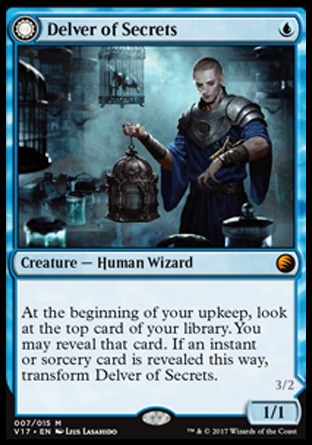 Delver of Secrets
Creature — Human Wizard
At the beginning of your upkeep, look
at the top card of your library. You
may reveal that card. If an instant
or sorcery card is revealed this way,
transform Delver of Secrets.
3/2
1/1
007/015 M
V17 • EN Lius Lasahido
™ & © 2017 Wizards of the Coast